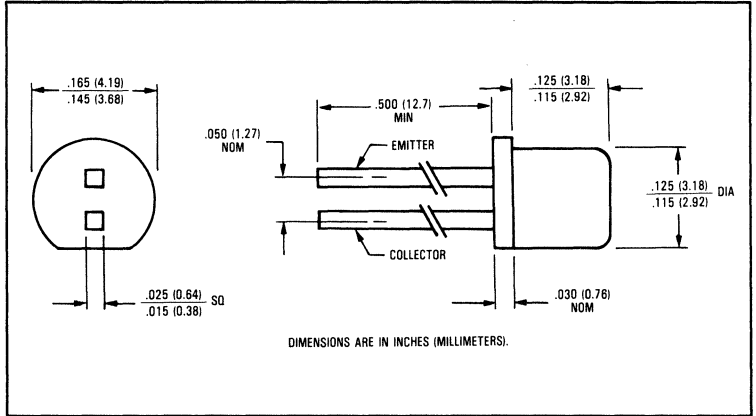 .165 (4.19)
.145 (3.68)
.500 (12.7)
MIN
.125 (3.18)
.115 (2.92)
.050 (1.27)
NOM
EMITTER
.125 (3.18)
.115 (2.92)
DIA
COLLECTOR
.025 (0.64)
.015 (0.38)
SQ
.030 (0.76)
NOM
DIMENSIONS ARE IN INCHES (MILLIMETERS).